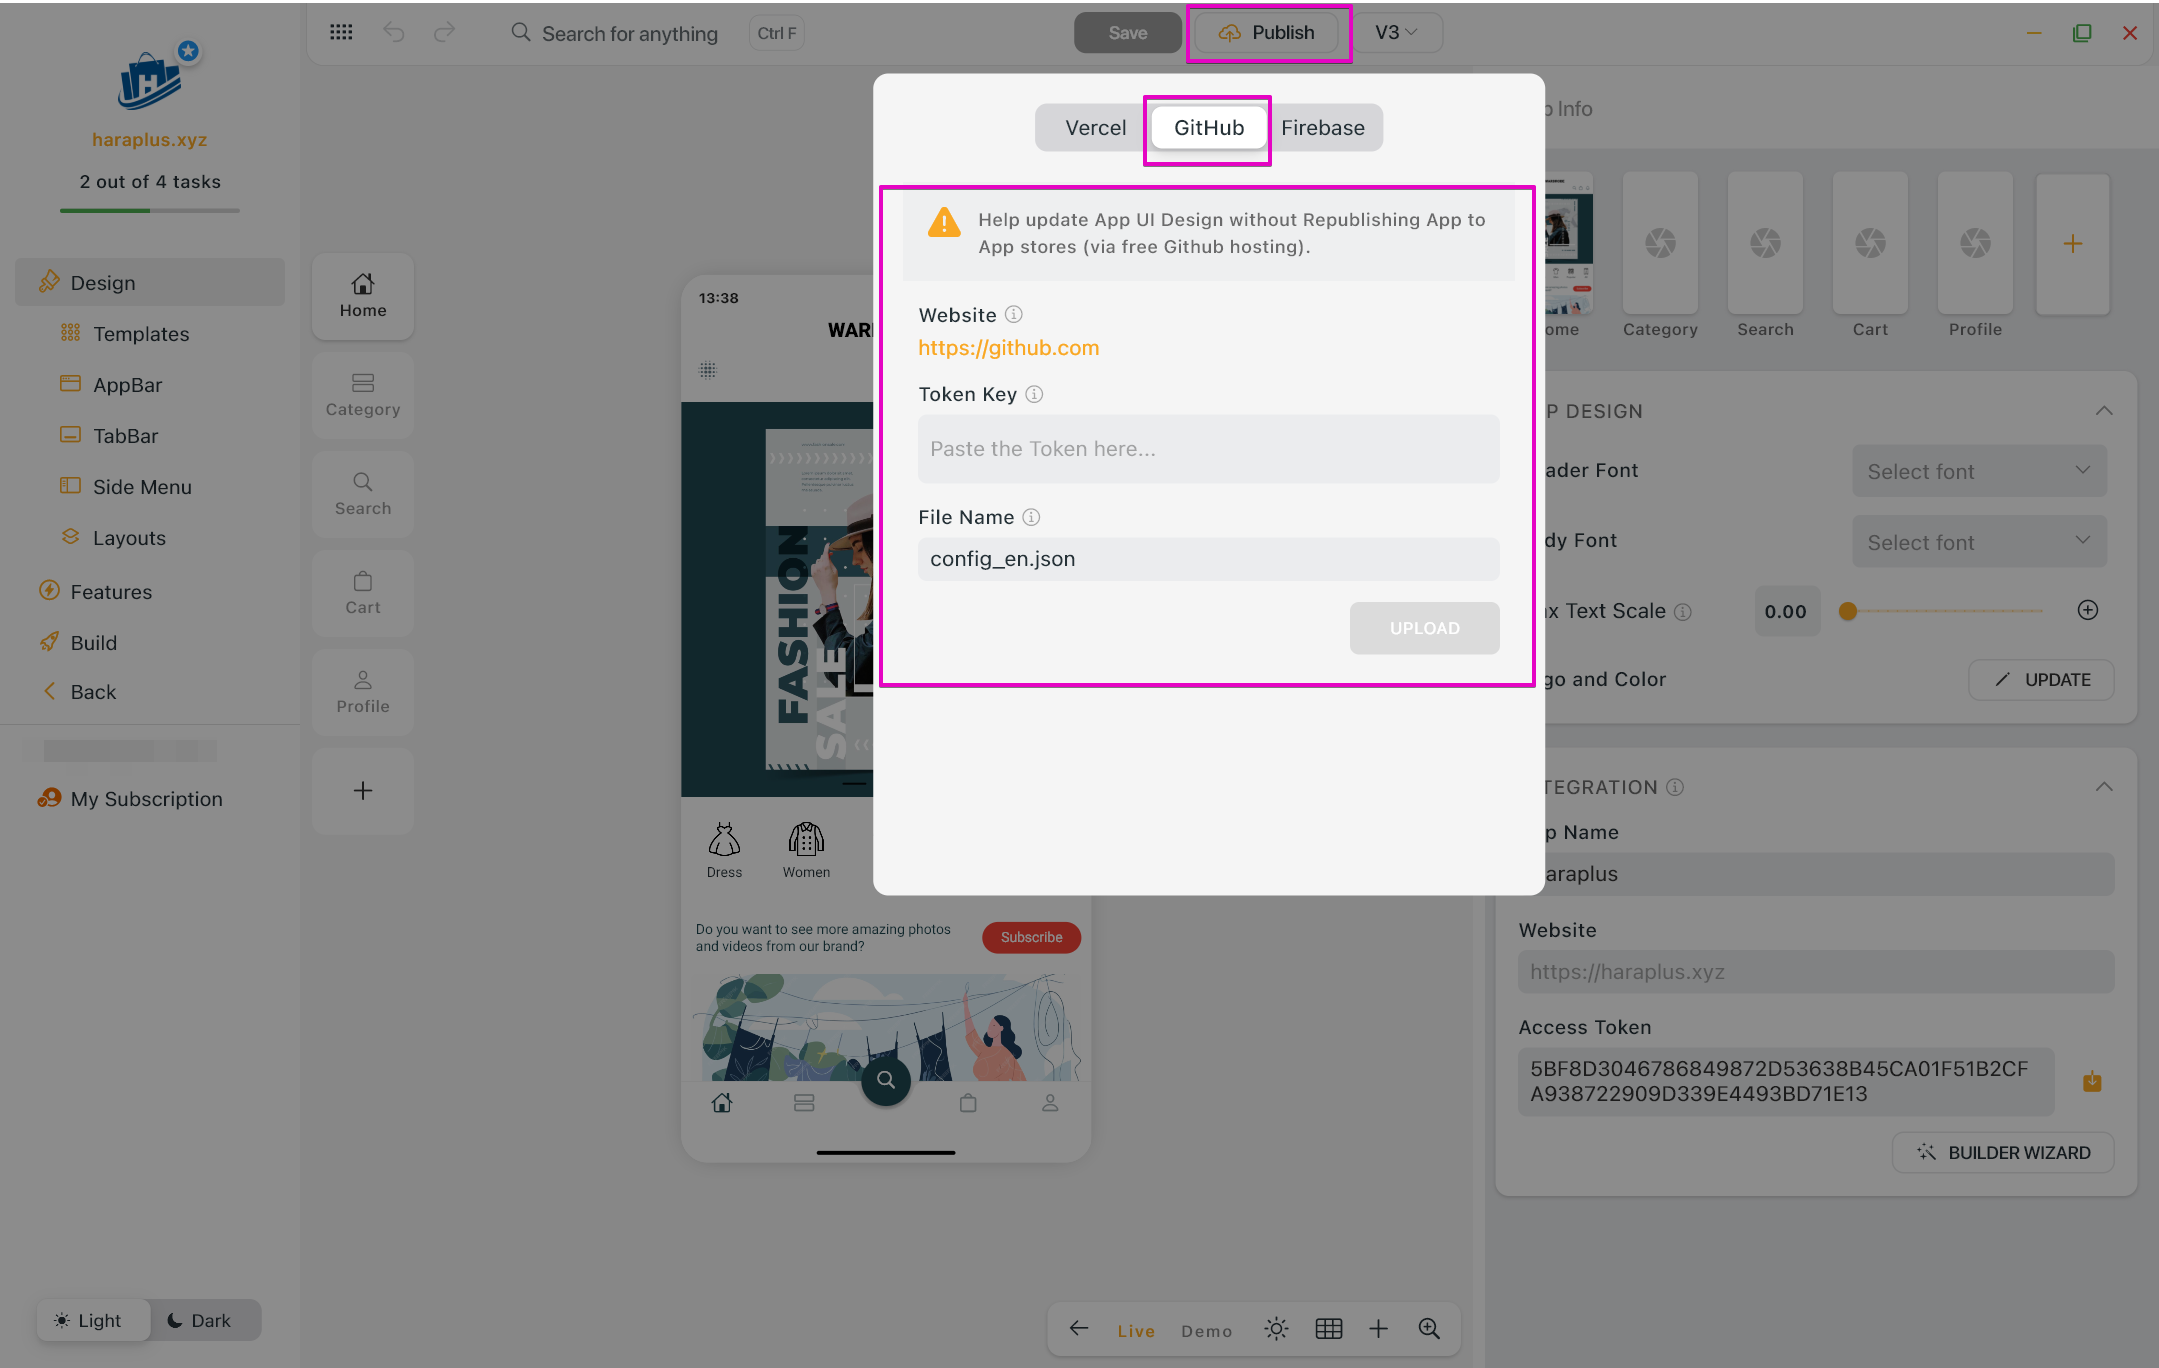 haraplus.xyz
2 out of 4 tasks
Design
Templates
AppBar
TabBar
Side Menu
Layouts
Features
Build
Back
My Subscription
Light
Dark
Search for anything
Ctrl F
Save
Publish
V3
Home
Category
Search
Cart
Profile
13:38
WAR
FASHION
SALE
Dress
Women
Do you want to see more amazing photos
and videos from our brand?
Subscribe
Vercel
GitHub
Firebase
Help update App UI Design without Republishing App to
App stores (via free Github hosting).
Website
https://github.com
Token Key
Paste the Token here...
File Name
config_en.json
UPLOAD
Info
ome
Category
Search
Cart
Profile
P DESIGN
ader Font
Select font
dy Font
Select font
x Text Scale
0.00
go and Color
UPDATE
TEGRATION
p Name
araplus
Website
https://haraplus.xyz
Access Token
5BF8D3046786849872D53638B45CA01F51B2CF
A938722909D339E4493BD71E13
BUILDER WIZARD
Live
Demo